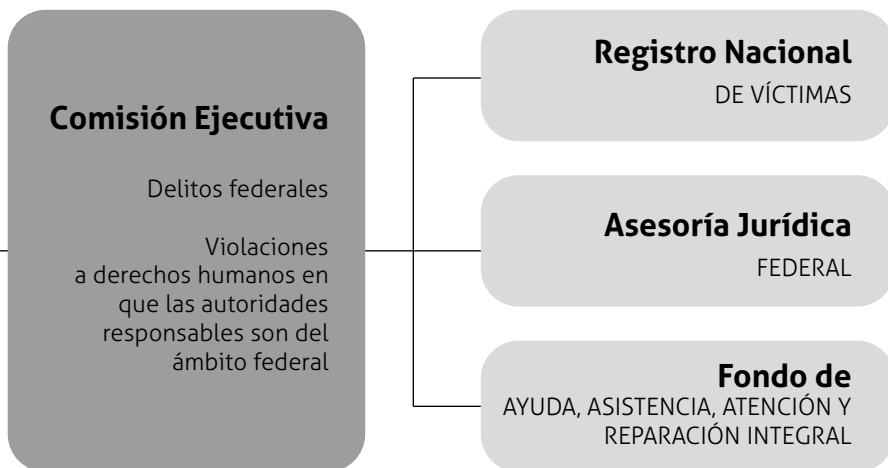 Comisión Ejecutiva
Delitos federales
Violaciones
a derechos humanos en
que las autoridades
responsables son del
ámbito federal
Registro Nacional
DE VÍCTIMAS
Asesoría Jurídica
FEDERAL
Fondo de
AYUDA, ASISTENCIA, ATENCIÓN Y
REPARACIÓN INTEGRAL